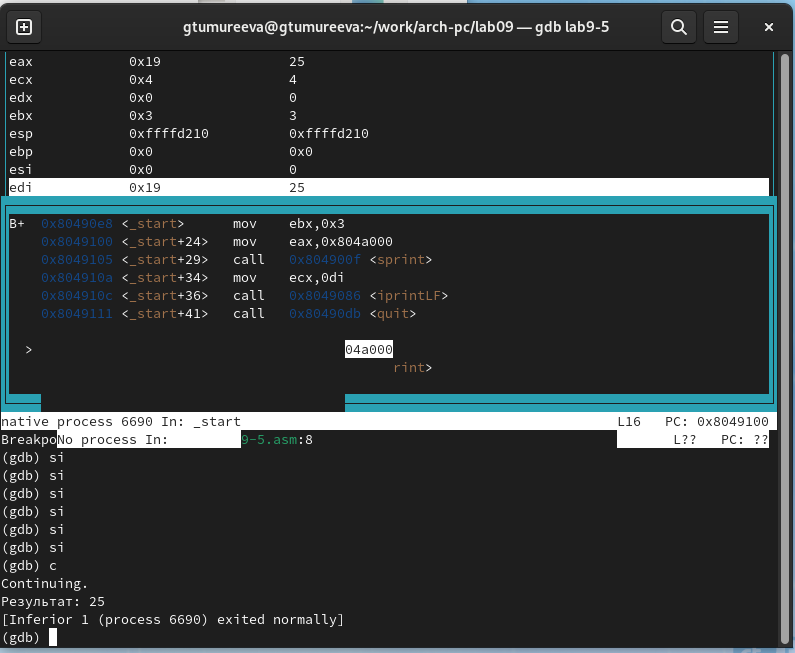 gtumureeva@gtumureeva:~/work/arch-pc/lab09 — gdb lab9-5
eax 0x19 25
ecx 0x4 4
edx 0x0 0
ebx 0x3 3
esp 0xffffd210 0xffffd210
ebp 0x0 0x0
esi 0x0 0
edi 0x19 25
B+ 0x80490e8 <_start> mov ebx,0x3
0x8049100 <_start+24> mov eax,0x804a000
0x8049105 <_start+29> call 0x804900f <sprint>
0x804910a <_start+34> mov ecx,0di
0x804910c <_start+36> call 0x8049086 <iprintLF>
0x8049111 <_start+41> call 0x80490db <quit>
> 04a000
rint>
native process 6690 In: _start L16 PC: 0x8049100
BreakpoNo process In: 9-5.asm:8 L?? PC: ??
(gdb) si
(gdb) si
(gdb) si
(gdb) si
(gdb) si
(gdb) si
(gdb) c
Continuing.
Результат: 25
[Inferior 1 (process 6690) exited normally]
(gdb)